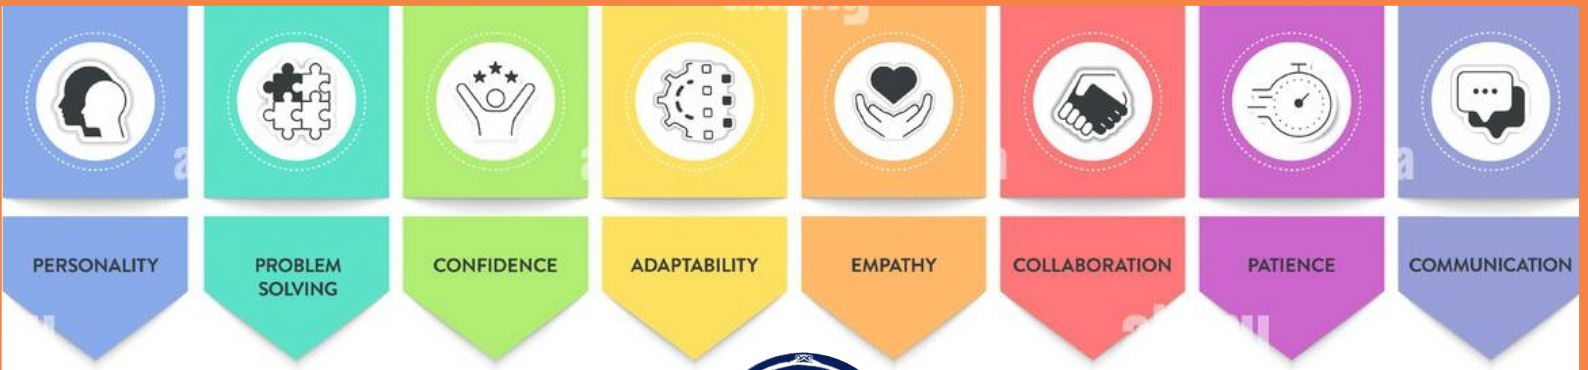 PERSONALITY
PROBLEM
SOLVING
CONFIDENCE
ADAPTABILITY
EMPATHY
COLLABORATION
PATIENCE
COMMUNICATION